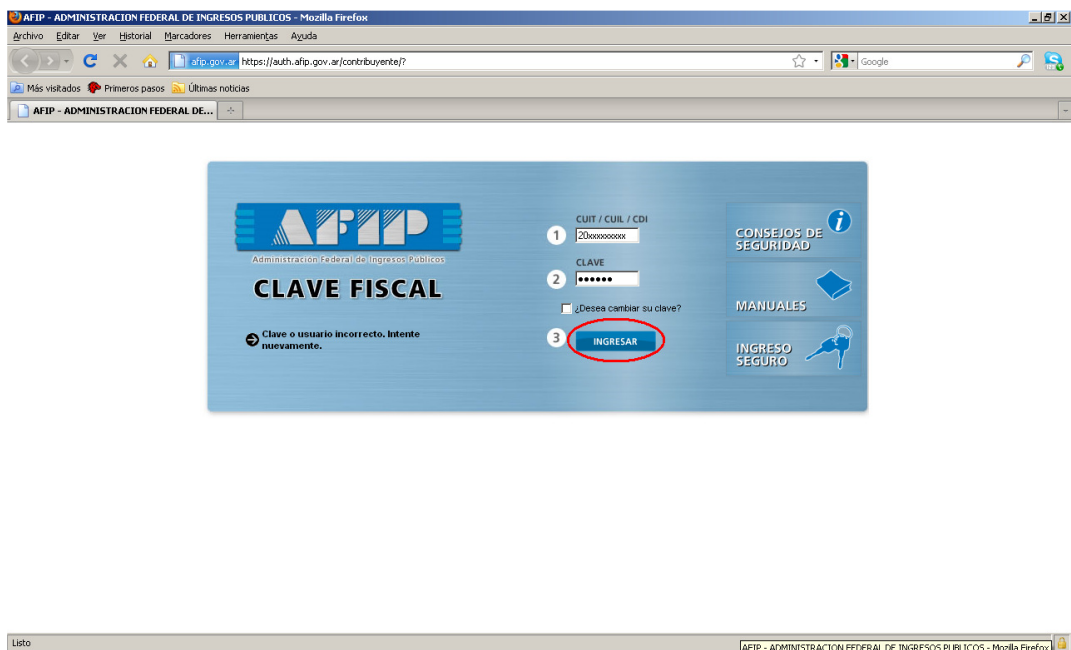 AFIP - ADMINISTRACION FEDERAL DE INGRESOS PUBLICOS - Mozilla Firefox
Archivo Editar Ver Historial Marcadores Herramientas Ayuda
afip.gov.ar https://auth.afip.gov.ar/contribuyente/?
Google
Más visitados Primeros pasos Últimas noticias
AFIP - ADMINISTRACION FEDERAL DE...
AFIP
Administración Federal de Ingresos Públicos
CLAVE FISCAL
Clave o usuario incorrecto. Intente
nuevamente.
CUIT / CUIL / CDI
1 20xxxxxxxxx
CLAVE
2 ••••••
¿Desea cambiar su clave?
3 INGRESAR
CONSEJOS DE
SEGURIDAD
MANUALES
INGRESO
SEGURO
Listo
AFIP - ADMINISTRACION FEDERAL DE INGRESOS PUBLICOS - Mozilla Firefox